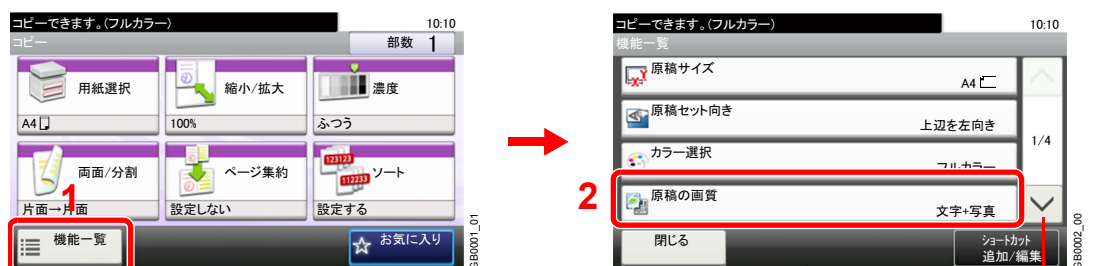 コピーできます。(フルカラー)
10:10
コピー
部数 1
用紙選択
A4
縮小/拡大
100%
濃度
ふつう
両面/分割
片面→片面
ページ集約
設定しない
123123
112233
ソート
設定する
1
機能一覧
お気に入り
GB0001_01
コピーできます。(フルカラー)
10:10
機能一覧
原稿サイズ
A4
原稿セット向き
上辺を左向き
1/4
カラー選択
フルカラー
2
原稿の画質
文字+写真
閉じる
ショートカット
追加/編集
GB0002_00